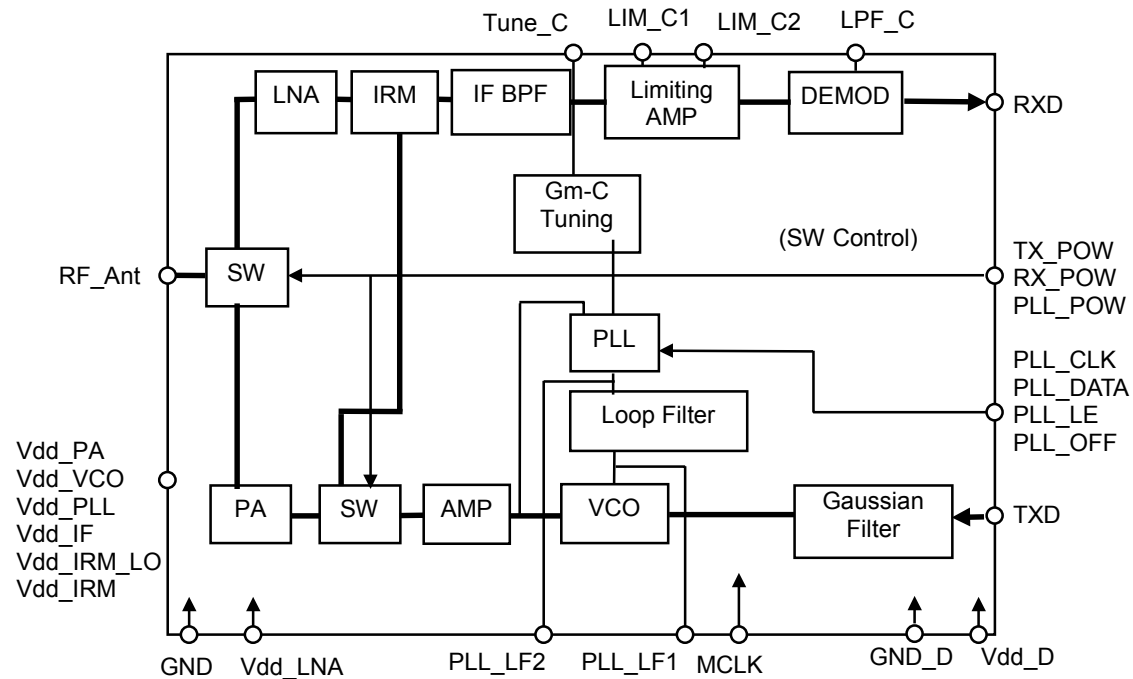 Tune_C
LIM_C1
LIM_C2
LPF_C
LNA
IRM
IF BPF
Limiting
AMP
DEMOD
RXD
Gm-C
Tuning
(SW Control)
RF_Ant
SW
TX_POW
RX_POW
PLL_POW
PLL
PLL_CLK
PLL_DATA
PLL_LE
PLL_OFF
Loop Filter
Vdd_PA
Vdd_VCO
Vdd_PLL
Vdd_IF
Vdd_IRM_LO
Vdd_IRM
PA
SW
AMP
VCO
Gaussian
Filter
TXD
GND
Vdd_LNA
PLL_LF2
PLL_LF1
MCLK
GND_D
Vdd_D